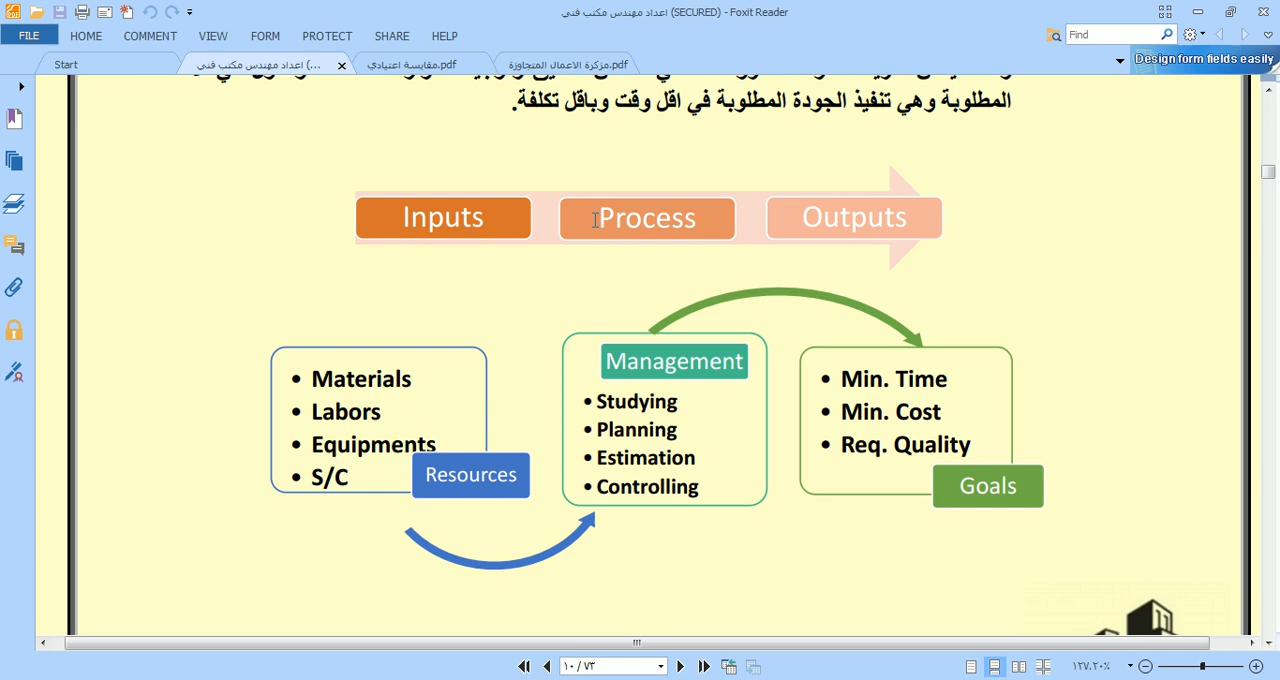 اعداد مهندس مكتب فني (SECURED) - Foxit Reader
FILE HOME COMMENT VIEW FORM PROTECT SHARE HELP
Find
Start
اعداد مهندس مكتب فني (...
مقايسة اعتيادي.pdf
مزكرة الاعمال المتجاوزة.pdf
Design form fields easily
المطلوبة وهي تنفيذ الجودة المطلوبة في اقل وقت وباقل تكلفة.
Inputs
Process
Outputs
• Materials
• Labors
• Equipments
• S/C
Resources
Management
• Studying
• Planning
• Estimation
• Controlling
• Min. Time
• Min. Cost
• Req. Quality
Goals
١٠ / ٧٣
١٢٧.٢٠%